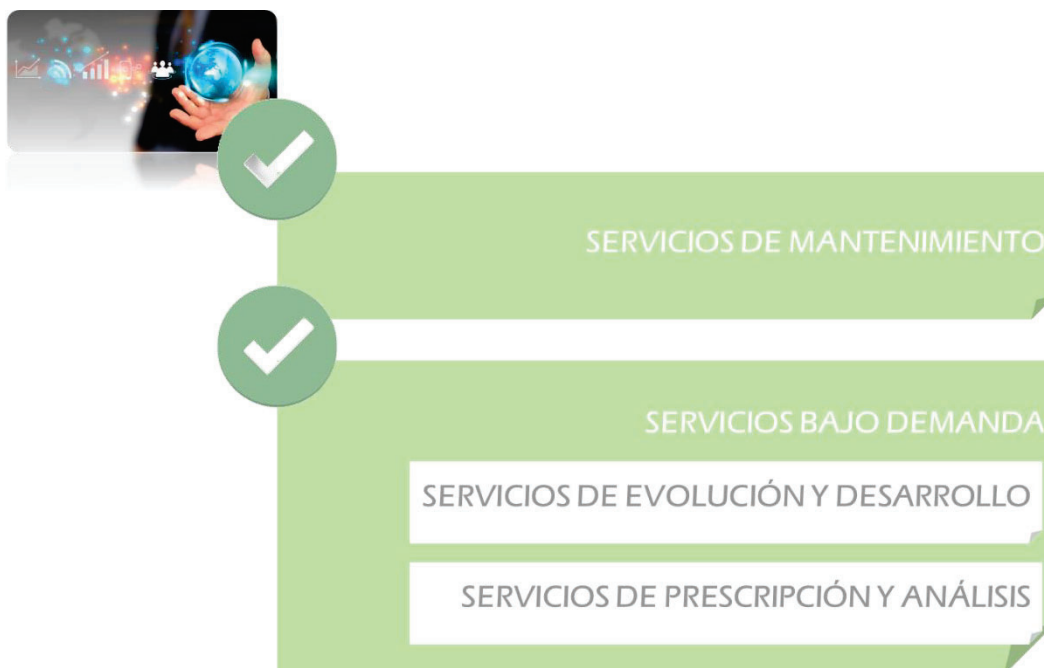 SERVICIOS DE MANTENIMIENTO
SERVICIOS BAJO DEMANDA
SERVICIOS DE EVOLUCIÓN Y DESARROLLO
SERVICIOS DE PRESCRIPCIÓN Y ANÁLISIS